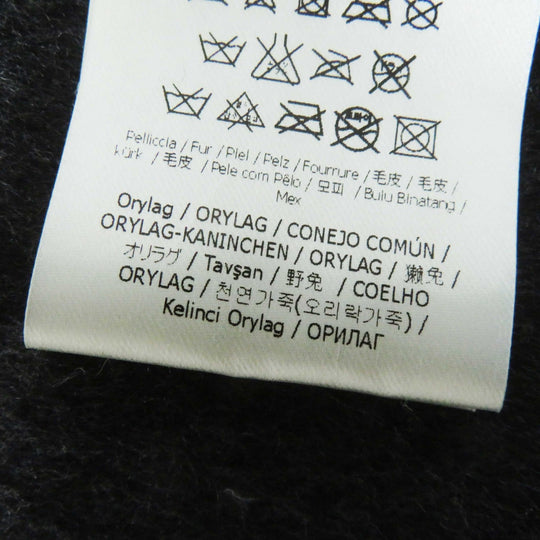 Pelliccia / Fur / Piel / Pelz / Fourrure / 毛皮 / 毛皮 /
kürk / 毛皮 / Pele com Pêlo / 모피 / Bulu Binatang /
Mex
Orylag / ORYLAG / CONEJO COMÚN /
ORYLAG-KANINCHEN / ORYLAG / 獭兔 /
オリラグ / Tavşan / 野兔 / COELHO
ORYLAG / 천연가죽(오리락가죽) /
Kelinci Orylag / ОРИЛАГ